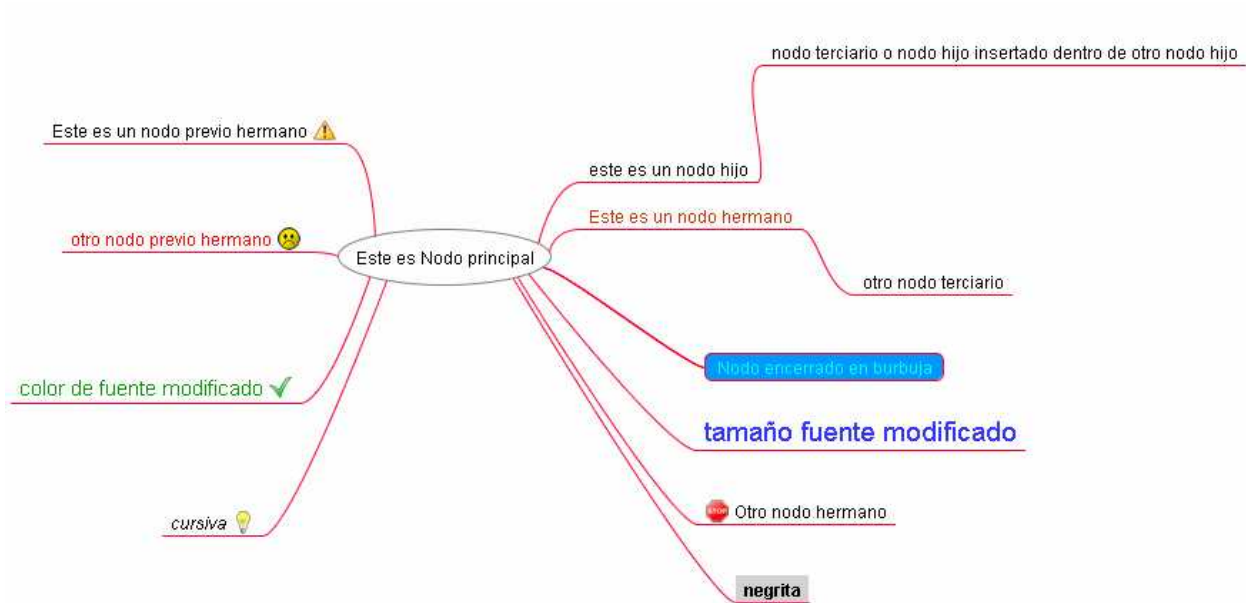 nodo terciario o nodo hijo insertado dentro de otro nodo hijo
Este es un nodo previo hermano
este es un nodo hijo
Este es un nodo hermano
otro nodo previo hermano
Este es Nodo principal
otro nodo terciario
Nodo encerrado en burbuja
color de fuente modificado
tamaño fuente modificado
STOP Otro nodo hermano
cursiva
negrita